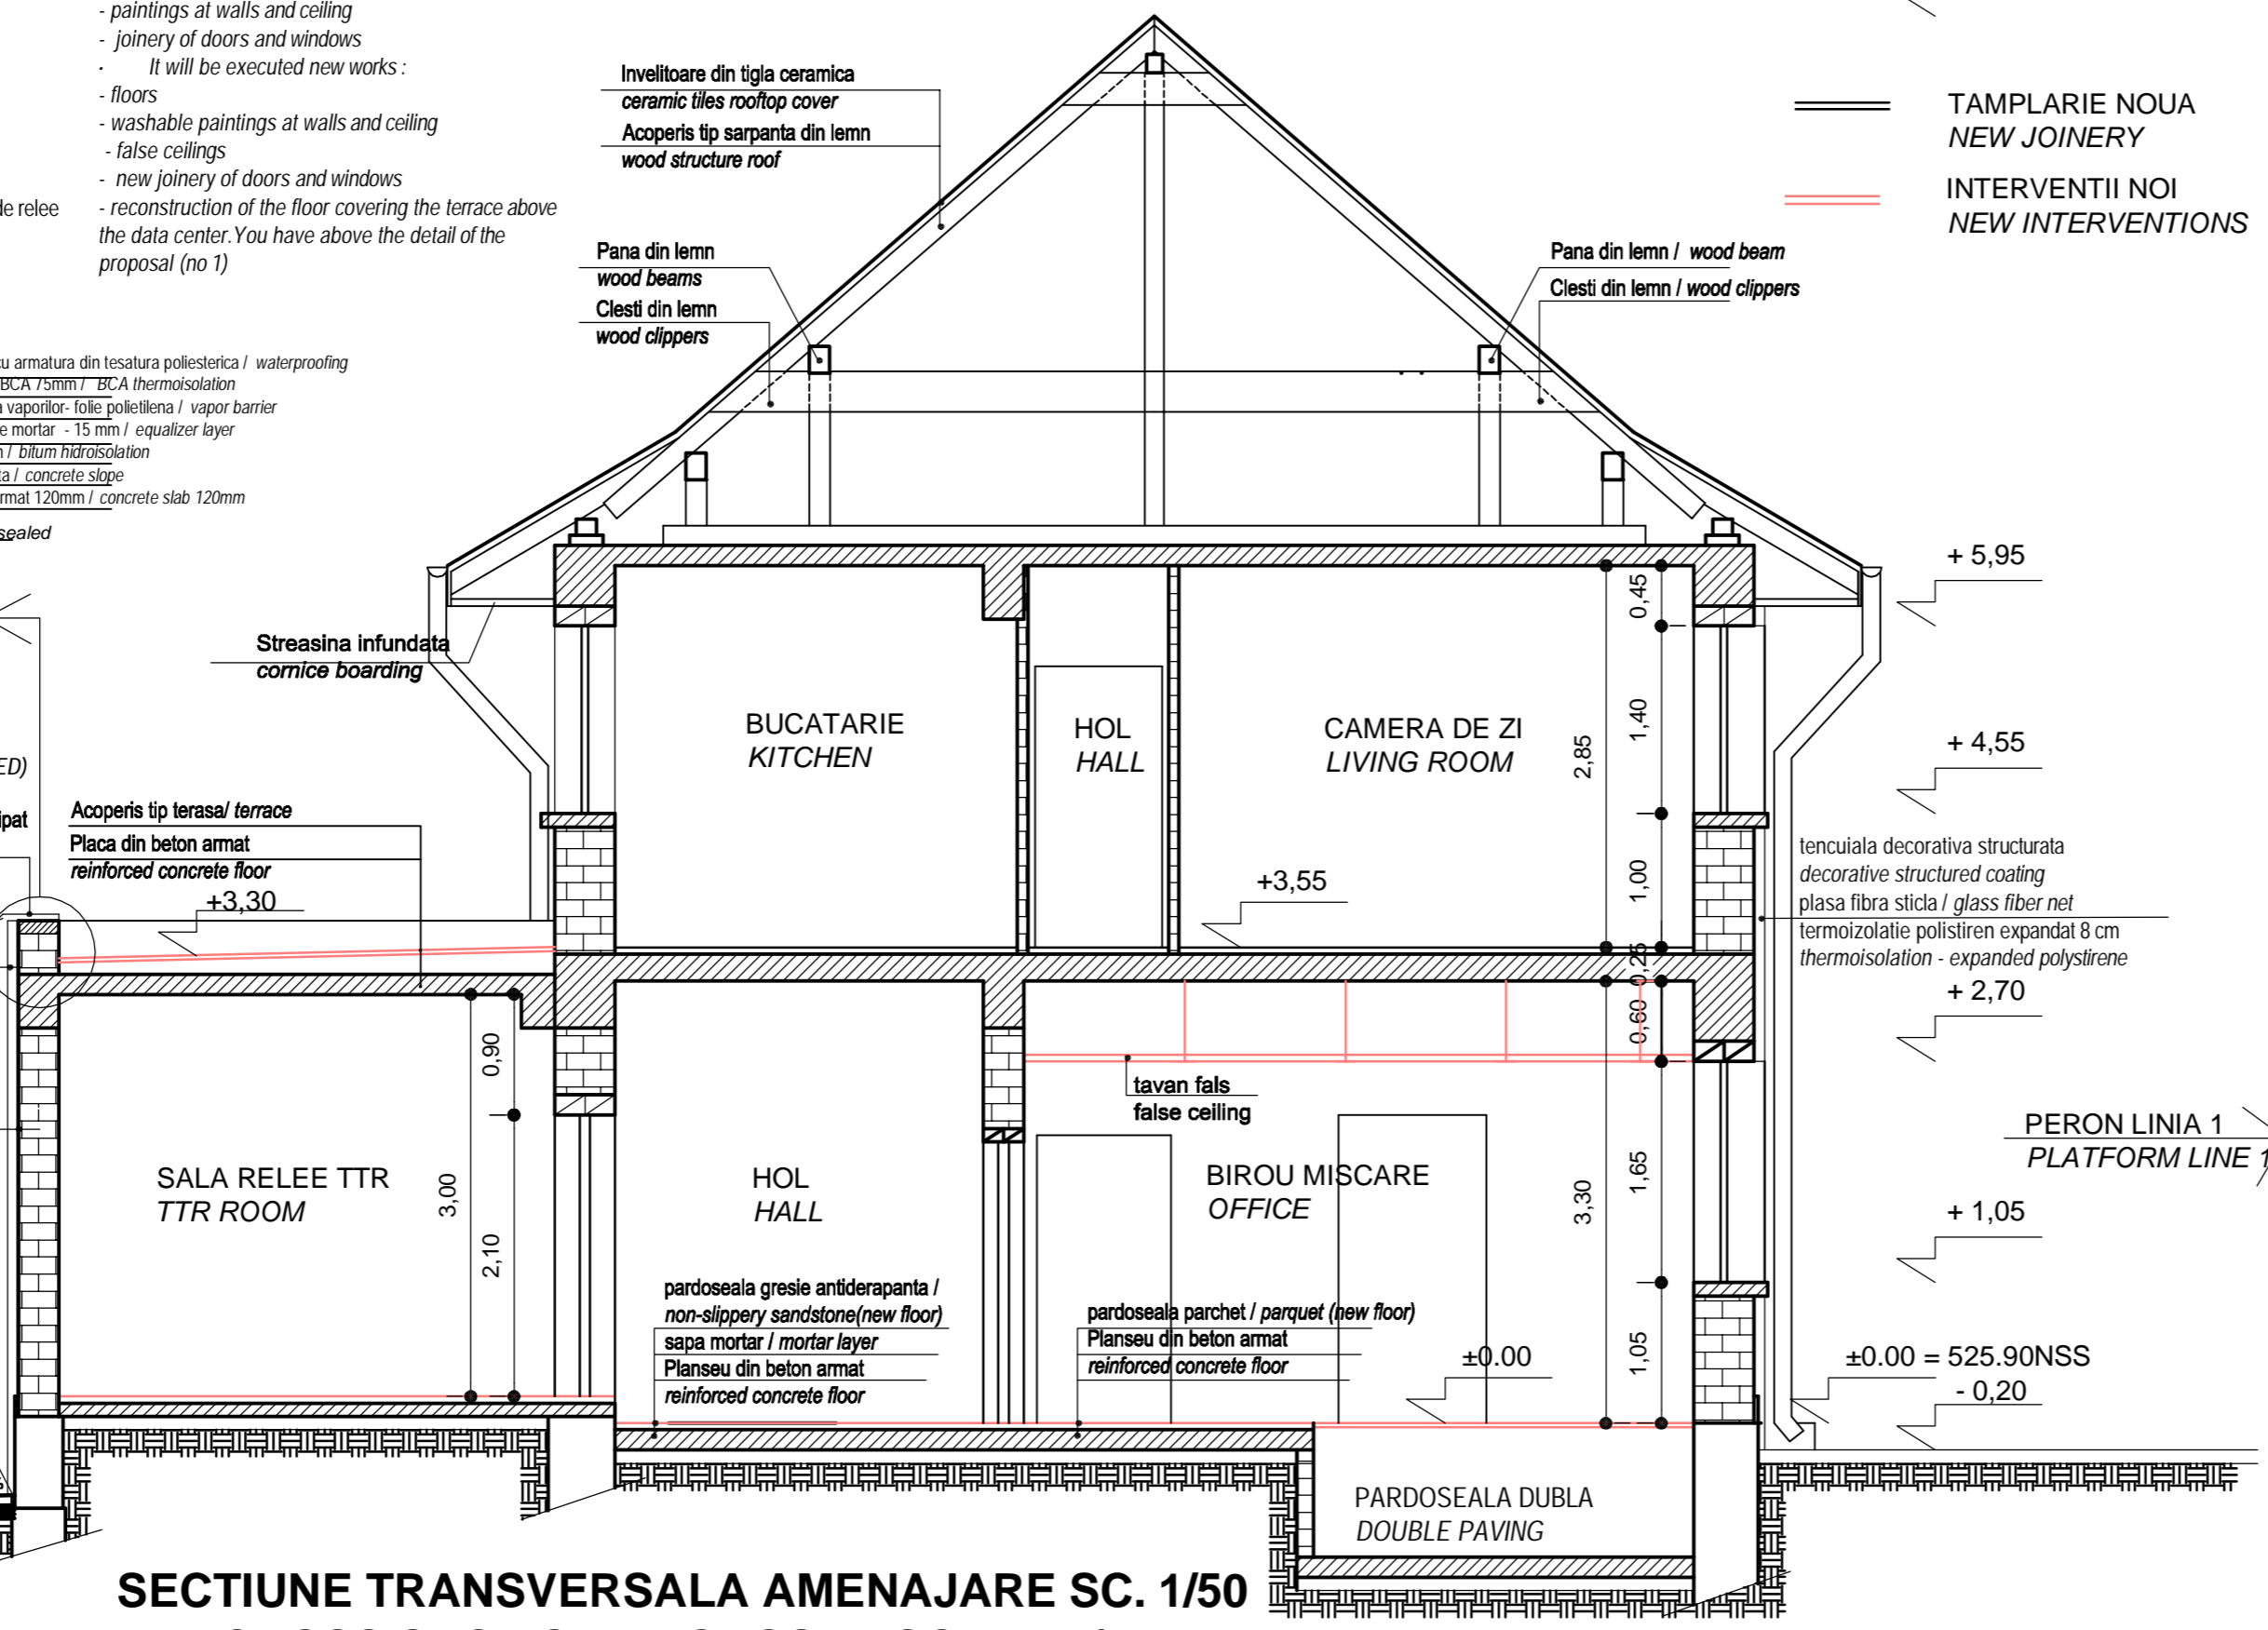 - paintings at walls and ceiling
- joinery of doors and windows
· It will be executed new works :
- floors
- washable paintings at walls and ceiling
- false ceilings
- new joinery of doors and windows
de relee
- reconstruction of the floor covering the terrace above
the data center. You have above the detail of the
proposal (no 1)
cu armatura din tesatura poliesterica / waterproofing
BCA 75mm / BCA thermoisolation
a vaporilor- folie polietilena / vapor barrier
e mortar - 15 mm / equalizer layer
/ bitum hidroisolation
ta / concrete slope
rmat 120mm / concrete slab 120mm
sealed
Invelitoare din tigla ceramica
ceramic tiles rooftop cover
Acoperis tip sarpanta din lemn
wood structure roof
Pana din lemn
wood beams
Clesti din lemn
wood clippers
Pana din lemn / wood beam
Clesti din lemn / wood clippers
TAMPLARIE NOUA
NEW JOINERY
INTERVENTII NOI
NEW INTERVENTIONS
Streasina infundata
cornice boarding
ED)
ipat
Acoperis tip terasa/ terrace
Placa din beton armat
reinforced concrete floor
+3,30
BUCATARIE
KITCHEN
HOL
HALL
CAMERA DE ZI
LIVING ROOM
+3,55
2,85
0,45
1,40
1,00
0,25
0,60
+ 5,95
+ 4,55
tencuiala decorativa structurata
decorative structured coating
plasa fibra sticla / glass fiber net
termoizolatie polistiren expandat 8 cm
thermoisolation - expanded polystirene
+ 2,70
tavan fals
false ceiling
SALA RELEE TTR
TTR ROOM
3,00
0,90
2,10
HOL
HALL
BIROU MISCARE
OFFICE
3,30
1,65
1,05
PERON LINIA 1
PLATFORM LINE 1
+ 1,05
pardoseala gresie antiderapanta /
non-slippery sandstone(new floor)
sapa mortar / mortar layer
Planseu din beton armat
reinforced concrete floor
pardoseala parchet / parquet (new floor)
Planseu din beton armat
reinforced concrete floor
±0.00
±0.00 = 525.90NSS
- 0,20
PARDOSEALA DUBLA
DOUBLE PAVING
SECTIUNE TRANSVERSALA AMENAJARE SC. 1/50